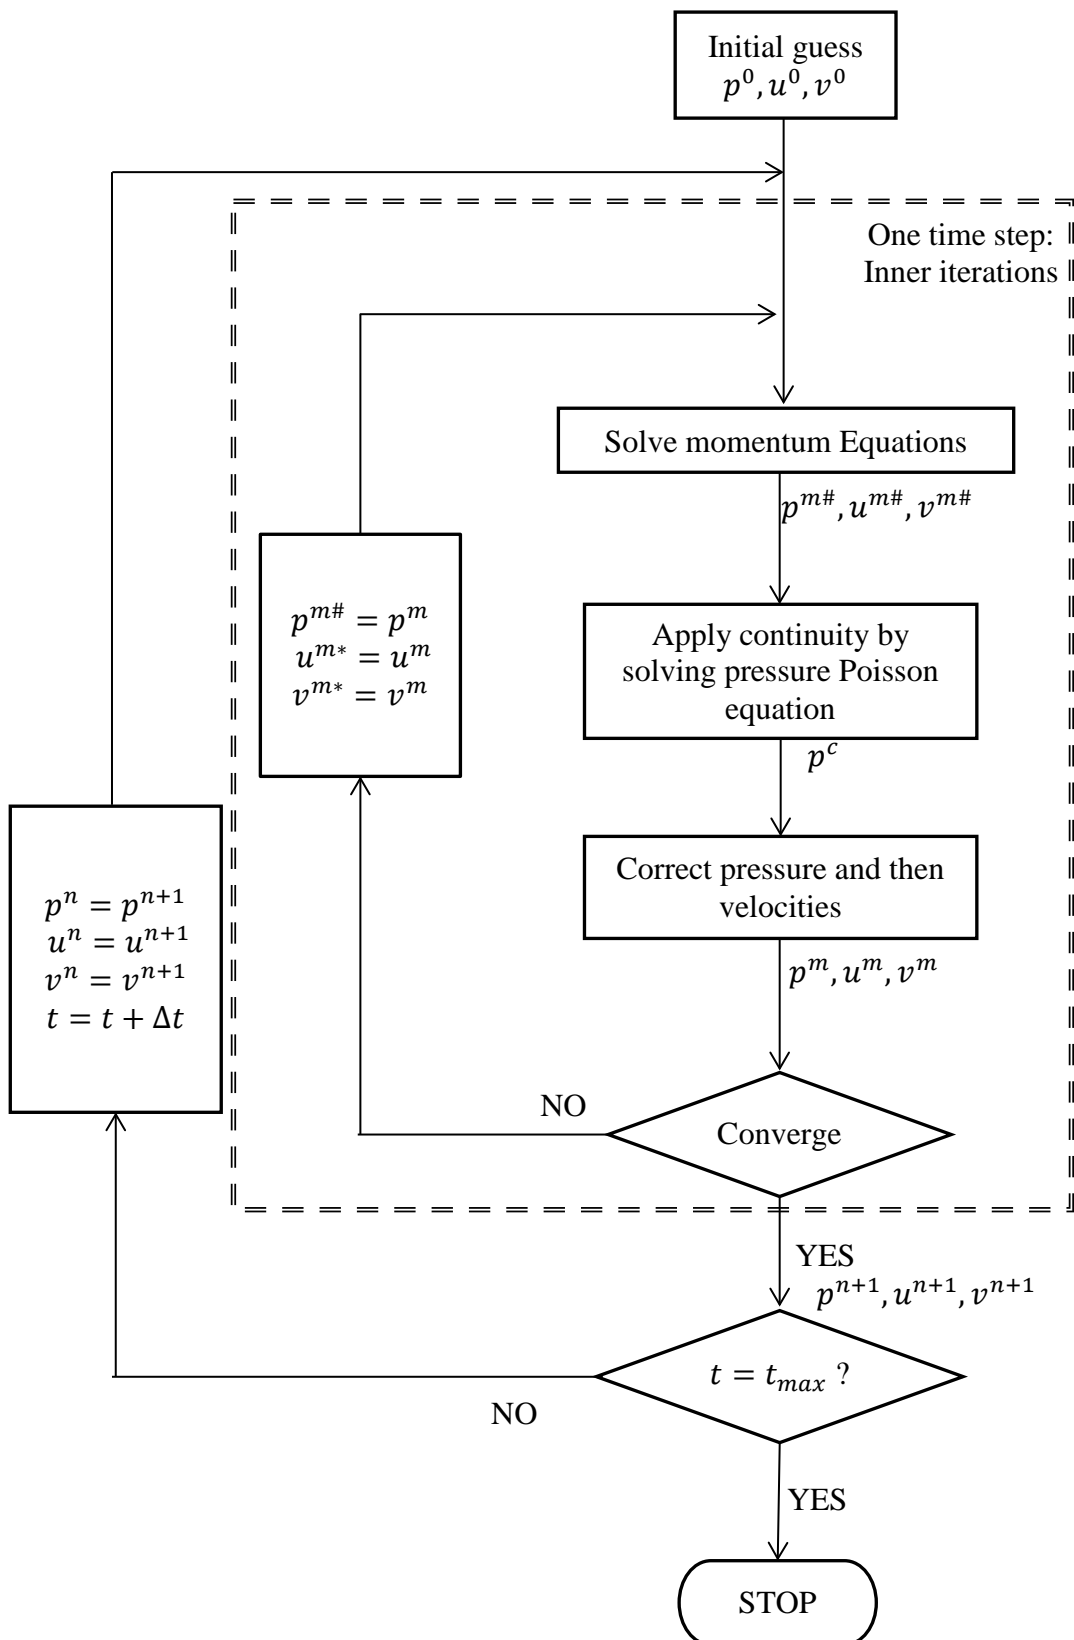 Initial guess
p^0, u^0, v^0
One time step:
Inner iterations
Solve momentum Equations
p^{m#}, u^{m#}, v^{m#}
p^{m#} = p^m
u^{m*} = u^m
v^{m*} = v^m
Apply continuity by
solving pressure Poisson
equation
p^c
Correct pressure and then
velocities
p^m, u^m, v^m
p^n = p^{n+1}
u^n = u^{n+1}
v^n = v^{n+1}
t = t + Δt
NO
Converge
YES
p^{n+1}, u^{n+1}, v^{n+1}
t = t_{max} ?
NO
YES
STOP